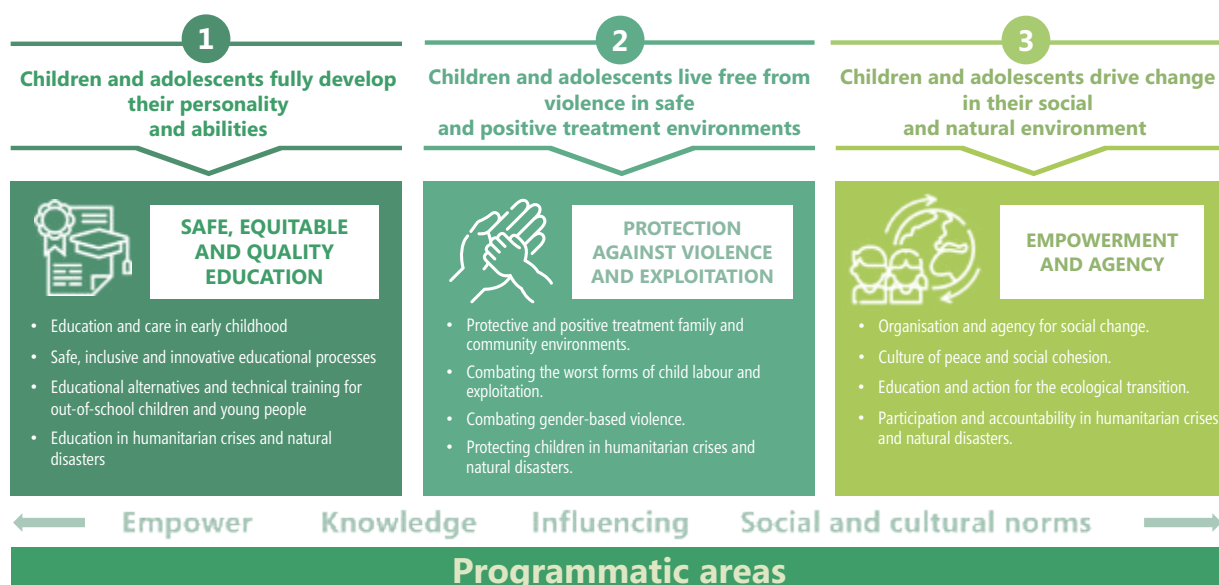 1
Children and adolescents fully develop
their personality
and abilities
SAFE, EQUITABLE
AND QUALITY
EDUCATION
• Education and care in early childhood
• Safe, inclusive and innovative educational processes
• Educational alternatives and technical training for
out-of-school children and young people
• Education in humanitarian crises and natural
disasters
2
Children and adolescents live free from
violence in safe
and positive treatment environments
PROTECTION
AGAINST VIOLENCE
AND EXPLOITATION
• Protective and positive treatment family and
community environments.
• Combating the worst forms of child labour and
exploitation.
• Combating gender-based violence.
• Protecting children in humanitarian crises and
natural disasters.
3
Children and adolescents drive change
in their social
and natural environment
EMPOWERMENT
AND AGENCY
• Organisation and agency for social change.
• Culture of peace and social cohesion.
• Education and action for the ecological transition.
• Participation and accountability in humanitarian crises
and natural disasters.
Empower Knowledge Influencing Social and cultural norms
Programmatic areas